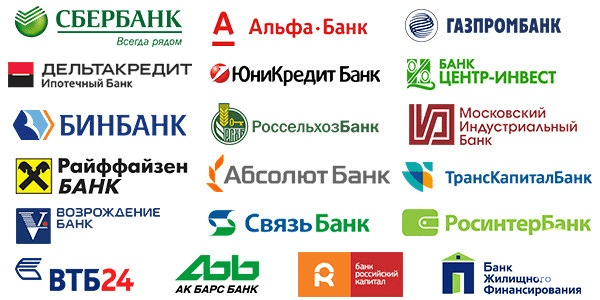 СБЕРБАНК
Всегда рядом
Альфа·Банк
ГАЗПРОМБАНК
ДЕЛЬТАКРЕДИТ
Ипотечный Банк
ЮниКредит Банк
БАНК
ЦЕНТР-ИНВЕСТ
БИНБАНК
РСХБ
РоссельхозБанк
Московский
Индустриальный
Банк
Райффайзен
БАНК
Абсолют Банк
ТрансКапиталБанк
V
ВОЗРОЖДЕНИЕ
БАНК
СвязьБанк
РосинтерБанк
ВТБ24
АК БАРС БАНК
банк
российский
капитал
Банк
Жилищного
Финансирования